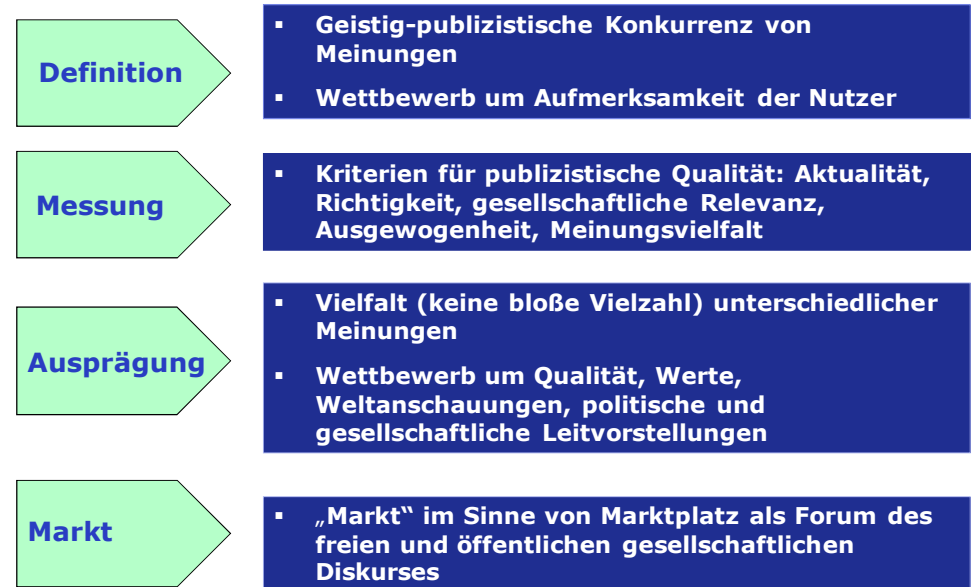 Definition
▪ Geistig-publizistische Konkurrenz von
Meinungen
▪ Wettbewerb um Aufmerksamkeit der Nutzer
Messung
▪ Kriterien für publizistische Qualität: Aktualität,
Richtigkeit, gesellschaftliche Relevanz,
Ausgewogenheit, Meinungsvielfalt
Ausprägung
▪ Vielfalt (keine bloße Vielzahl) unterschiedlicher
Meinungen
▪ Wettbewerb um Qualität, Werte,
Weltanschauungen, politische und
gesellschaftliche Leitvorstellungen
Markt
▪ „Markt“ im Sinne von Marktplatz als Forum des
freien und öffentlichen gesellschaftlichen
Diskurses